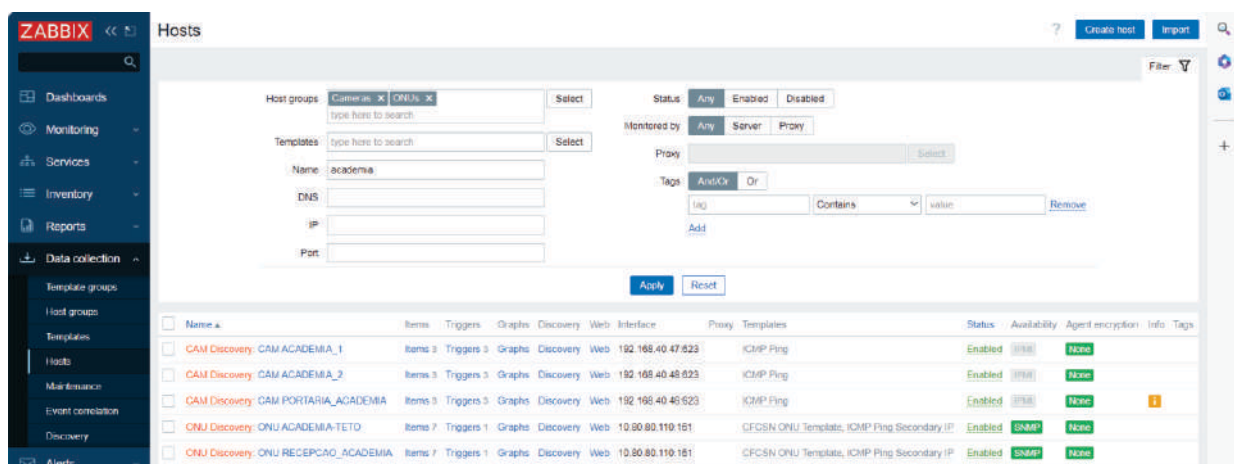 ZABBIX
Hosts
?
Create host
Import
Filter
Dashboards
Monitoring
Services
Inventory
Reports
Data collection
Template groups
Host groups
Templates
Hosts
Maintenance
Event correlation
Discovery
Alerts
Host groups Cameras × ONUs × Select
type here to search
Templates type here to search Select
Name academia
DNS
IP
Port
Status Any Enabled Disabled
Monitored by Any Server Proxy
Proxy Select
Tags And/Or Or
tag Contains value Remove
Add
Apply Reset
Name Items Triggers Graphs Discovery Web Interface Proxy Templates Status Availability Agent encryption Info Tags
CAM Discovery: CAM ACADEMIA_1 Items 3 Triggers 3 Graphs Discovery Web 192.168.40.47:623 ICMP Ping Enabled IPMI None
CAM Discovery: CAM ACADEMIA_2 Items 3 Triggers 3 Graphs Discovery Web 192.168.40.48:623 ICMP Ping Enabled IPMI None
CAM Discovery: CAM PORTARIA_ACADEMIA Items 3 Triggers 3 Graphs Discovery Web 192.168.40.46:623 ICMP Ping Enabled IPMI None
ONU Discovery: ONU ACADEMIA-TETO Items 7 Triggers 1 Graphs Discovery Web 10.80.80.110:161 CFCSN ONU Template, ICMP Ping Secondary IP Enabled SNMP None
ONU Discovery: ONU RECEPCAO_ACADEMIA Items 7 Triggers 1 Graphs Discovery Web 10.80.80.110:161 CFCSN ONU Template, ICMP Ping Secondary IP Enabled SNMP None